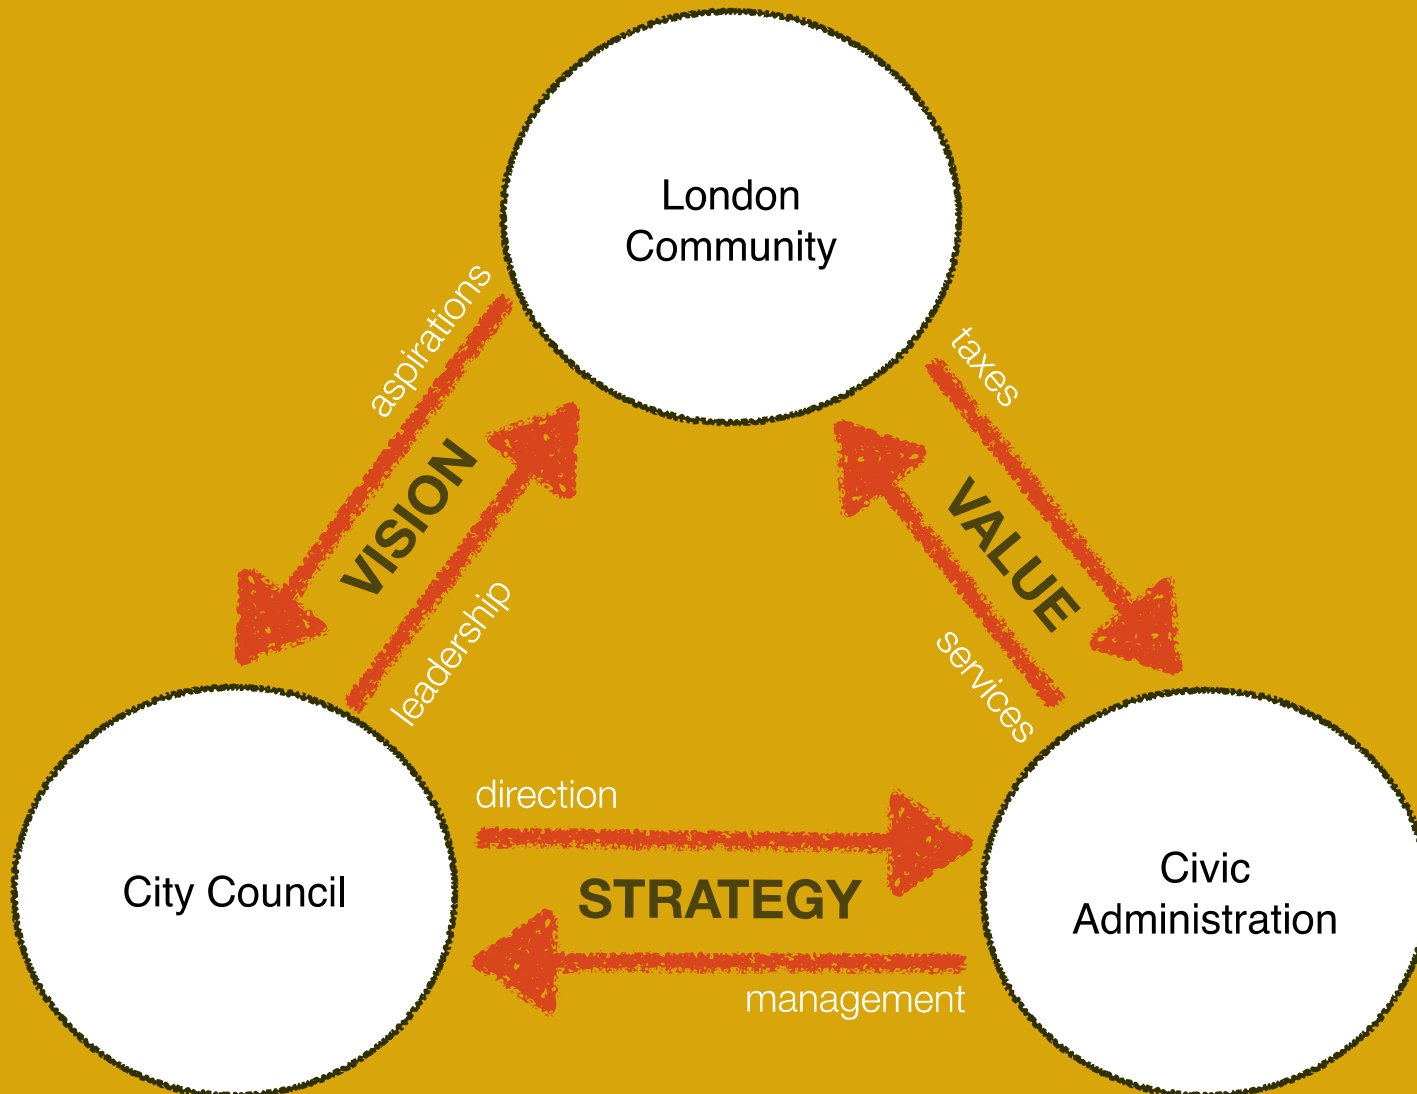 London
Community
aspirations
taxes
VISION
VALUE
leadership
services
direction
City Council
STRATEGY
Civic
Administration
management